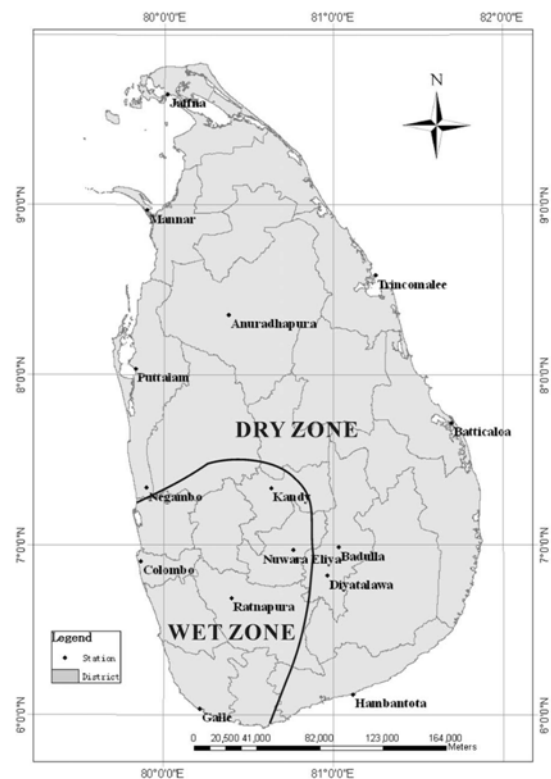 80°0'0"E 81°0'0"E 82°0'0"E
N
Jaffna
9°0'0"N 9°0'0"N
Mannar
Trincomalee
Anuradhapura
8°0'0"N 8°0'0"N
Puttalam
DRY ZONE
Batticaloa
Negambo
Kandy
7°0'0"N 7°0'0"N
Nuwara Eliya
Badulla
Colombo
Diyatalawa
Ratnapura
WET ZONE
Legend
Station
District
Hambantota
Galle
6°0'0"N 6°0'0"N
0 20,500 41,000 82,000 123,000 164,000
Meters
80°0'0"E 81°0'0"E 82°0'0"E